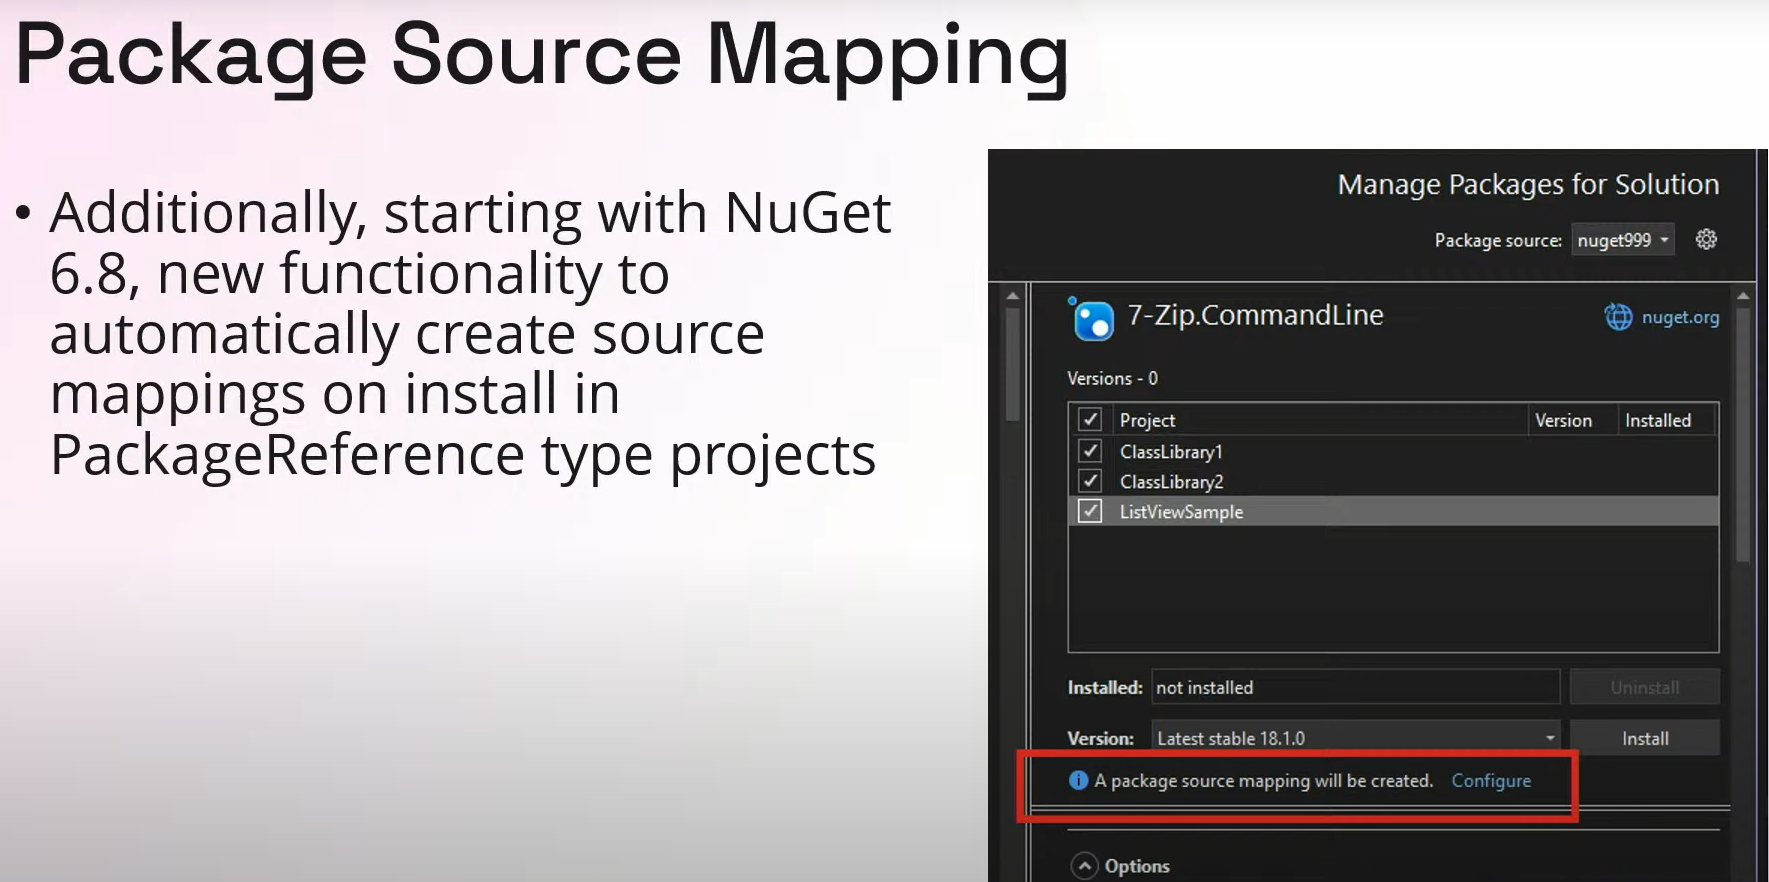 Package Source Mapping
• Additionally, starting with NuGet
6.8, new functionality to
automatically create source
mappings on install in
PackageReference type projects
Manage Packages for Solution
Package source: nuget999
7-Zip.CommandLine nuget.org
Versions - 0
Project Version Installed
ClassLibrary1
ClassLibrary2
ListViewSample
Installed: not installed Uninstall
Version: Latest stable 18.1.0 Install
A package source mapping will be created. Configure
Options